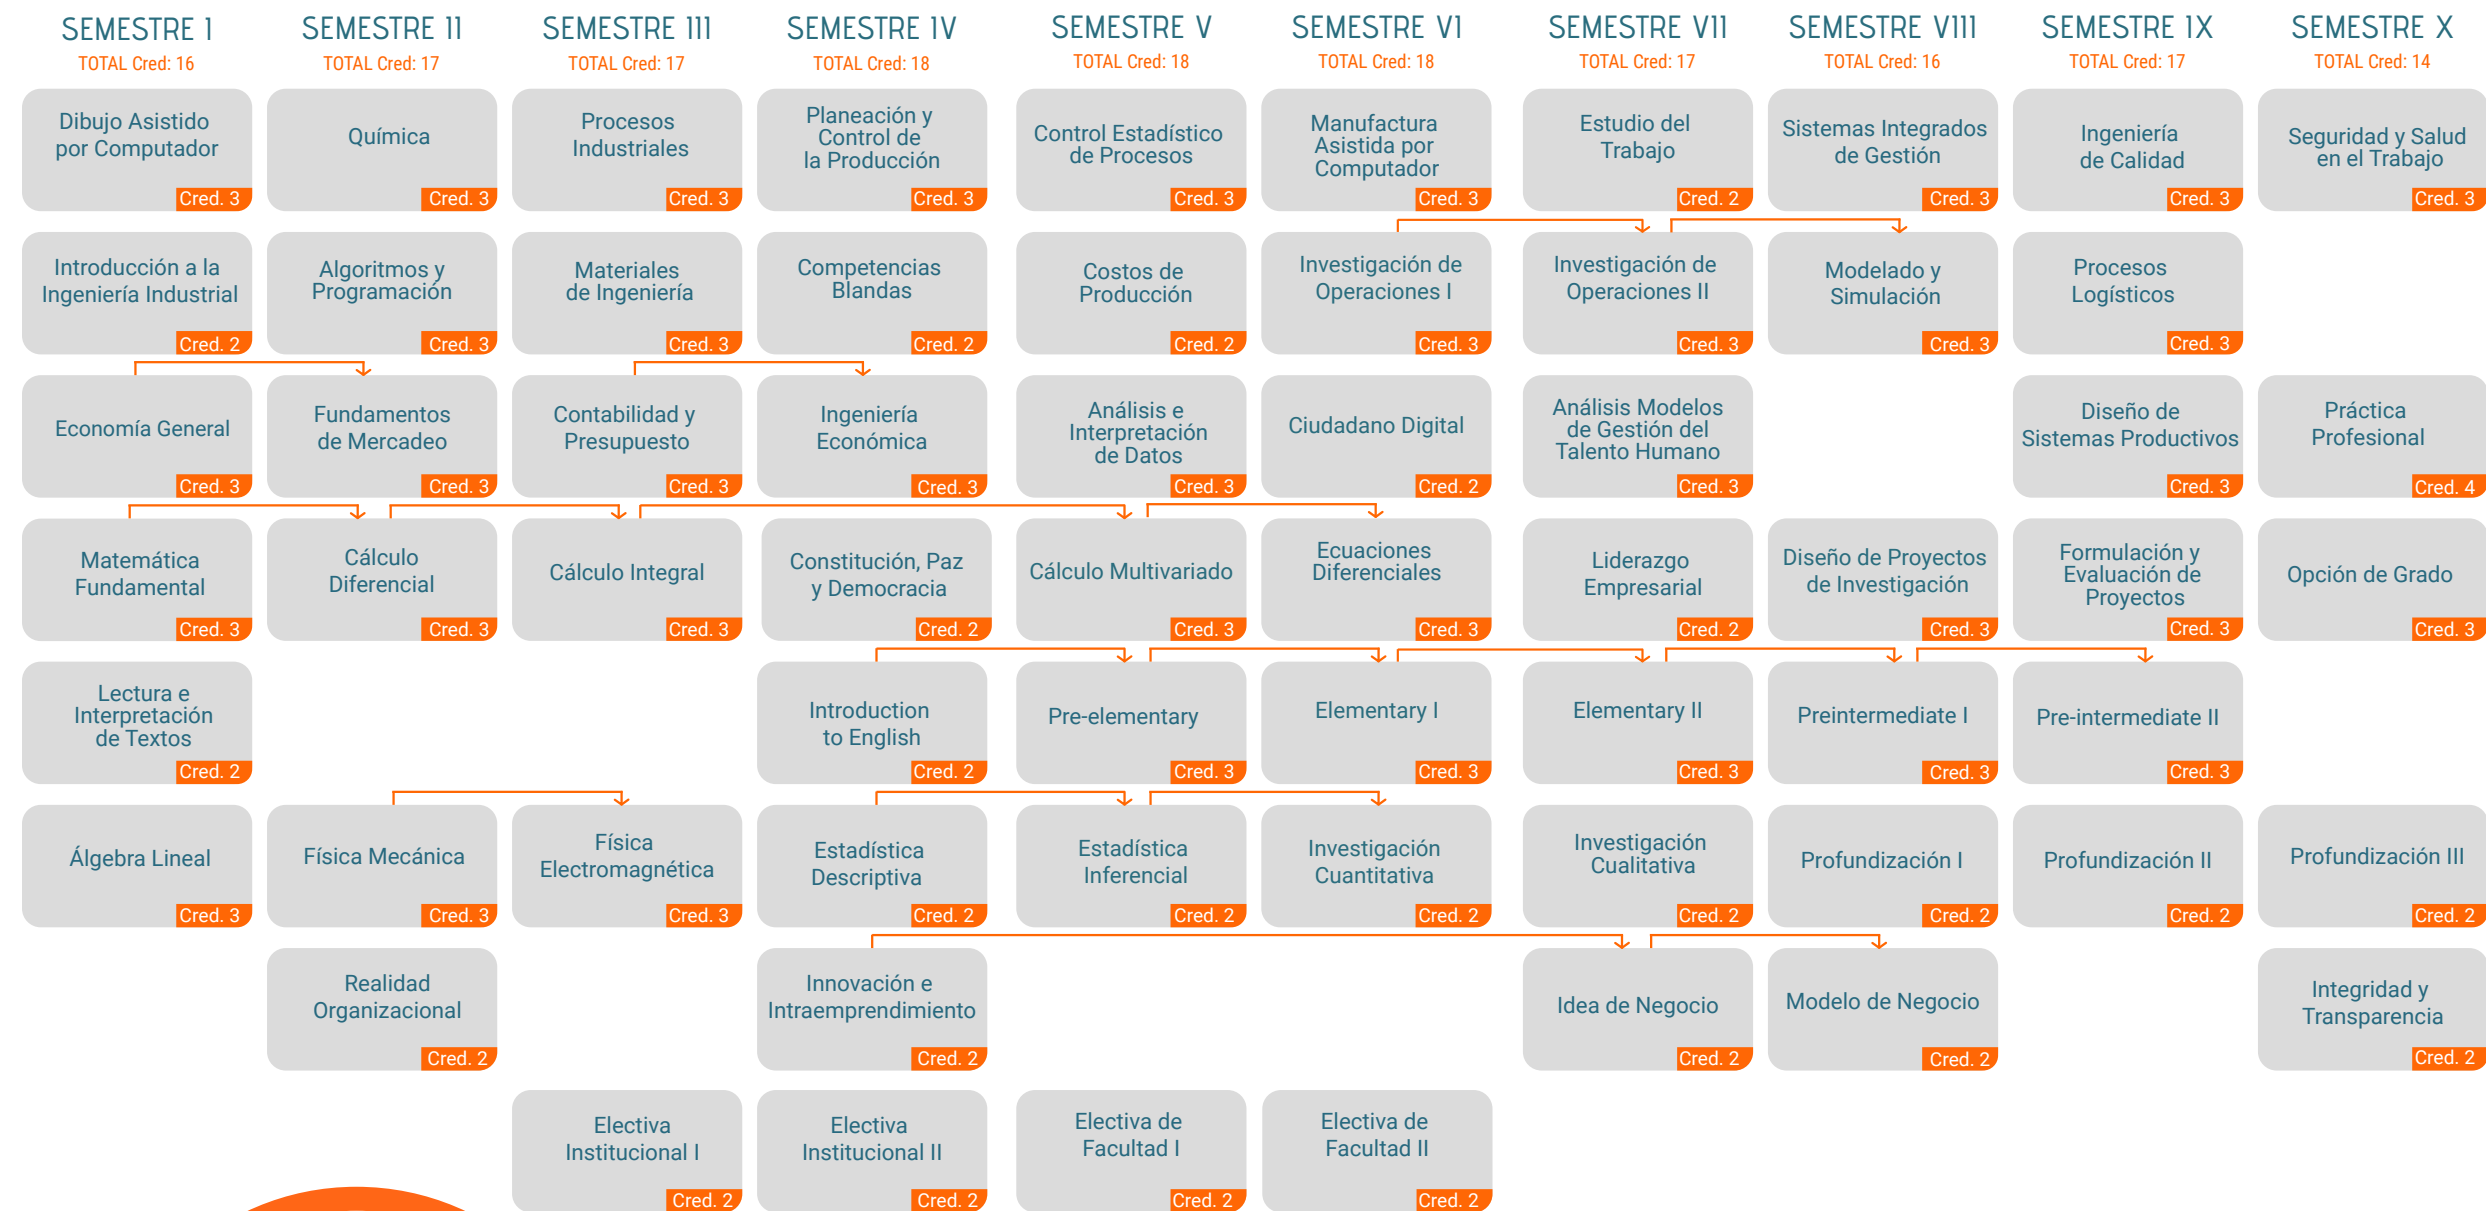 SEMESTRE I
SEMESTRE II
SEMESTRE III
SEMESTRE IV
SEMESTRE V
SEMESTRE VI
SEMESTRE VII
SEMESTRE VIII
SEMESTRE IX
SEMESTRE X
TOTAL Cred: 16
TOTAL Cred: 17
TOTAL Cred: 17
TOTAL Cred: 18
TOTAL Cred: 18
TOTAL Cred: 18
TOTAL Cred: 17
TOTAL Cred: 16
TOTAL Cred: 17
TOTAL Cred: 14
Dibujo Asistido
por Computador
Cred. 3
Química
Cred. 3
Procesos
Industriales
Cred. 3
Planeación y
Control de
la Producción
Cred. 3
Control Estadístico
de Procesos
Cred. 3
Manufactura
Asistida por
Computador
Cred. 3
Estudio del
Trabajo
Cred. 2
Sistemas Integrados
de Gestión
Cred. 3
Ingeniería
de Calidad
Cred. 3
Seguridad y Salud
en el Trabajo
Cred. 3
Introducción a la
Ingeniería Industrial
Cred. 2
Algoritmos y
Programación
Cred. 3
Materiales
de Ingeniería
Cred. 3
Competencias
Blandas
Cred. 2
Costos de
Producción
Cred. 2
Investigación de
Operaciones I
Cred. 3
Investigación de
Operaciones II
Cred. 3
Modelado y
Simulación
Cred. 3
Procesos
Logísticos
Cred. 3
Economía General
Cred. 3
Fundamentos
de Mercadeo
Cred. 3
Contabilidad y
Presupuesto
Cred. 3
Ingeniería
Económica
Cred. 3
Análisis e
Interpretación
de Datos
Cred. 3
Ciudadano Digital
Cred. 2
Análisis Modelos
de Gestión del
Talento Humano
Cred. 3
Diseño de
Sistemas Productivos
Cred. 3
Práctica
Profesional
Cred. 4
Matemática
Fundamental
Cred. 3
Cálculo
Diferencial
Cred. 3
Cálculo Integral
Cred. 3
Constitución, Paz
y Democracia
Cred. 2
Cálculo Multivariado
Cred. 3
Ecuaciones
Diferenciales
Cred. 3
Liderazgo
Empresarial
Cred. 2
Diseño de Proyectos
de Investigación
Cred. 3
Formulación y
Evaluación de
Proyectos
Cred. 3
Opción de Grado
Cred. 3
Lectura e
Interpretación
de Textos
Cred. 2
Introduction
to English
Cred. 2
Pre-elementary
Cred. 3
Elementary I
Cred. 3
Elementary II
Cred. 3
Preintermediate I
Cred. 3
Pre-intermediate II
Cred. 3
Álgebra Lineal
Cred. 3
Física Mecánica
Cred. 3
Física
Electromagnética
Cred. 3
Estadística
Descriptiva
Cred. 2
Estadística
Inferencial
Cred. 2
Investigación
Cuantitativa
Cred. 2
Investigación
Cualitativa
Cred. 2
Profundización I
Cred. 2
Profundización II
Cred. 2
Profundización III
Cred. 2
Realidad
Organizacional
Cred. 2
Innovación e
Intraemprendimiento
Cred. 2
Idea de Negocio
Cred. 2
Modelo de Negocio
Cred. 2
Integridad y
Transparencia
Cred. 2
Electiva
Institucional I
Cred. 2
Electiva
Institucional II
Cred. 2
Electiva de
Facultad I
Cred. 2
Electiva de
Facultad II
Cred. 2